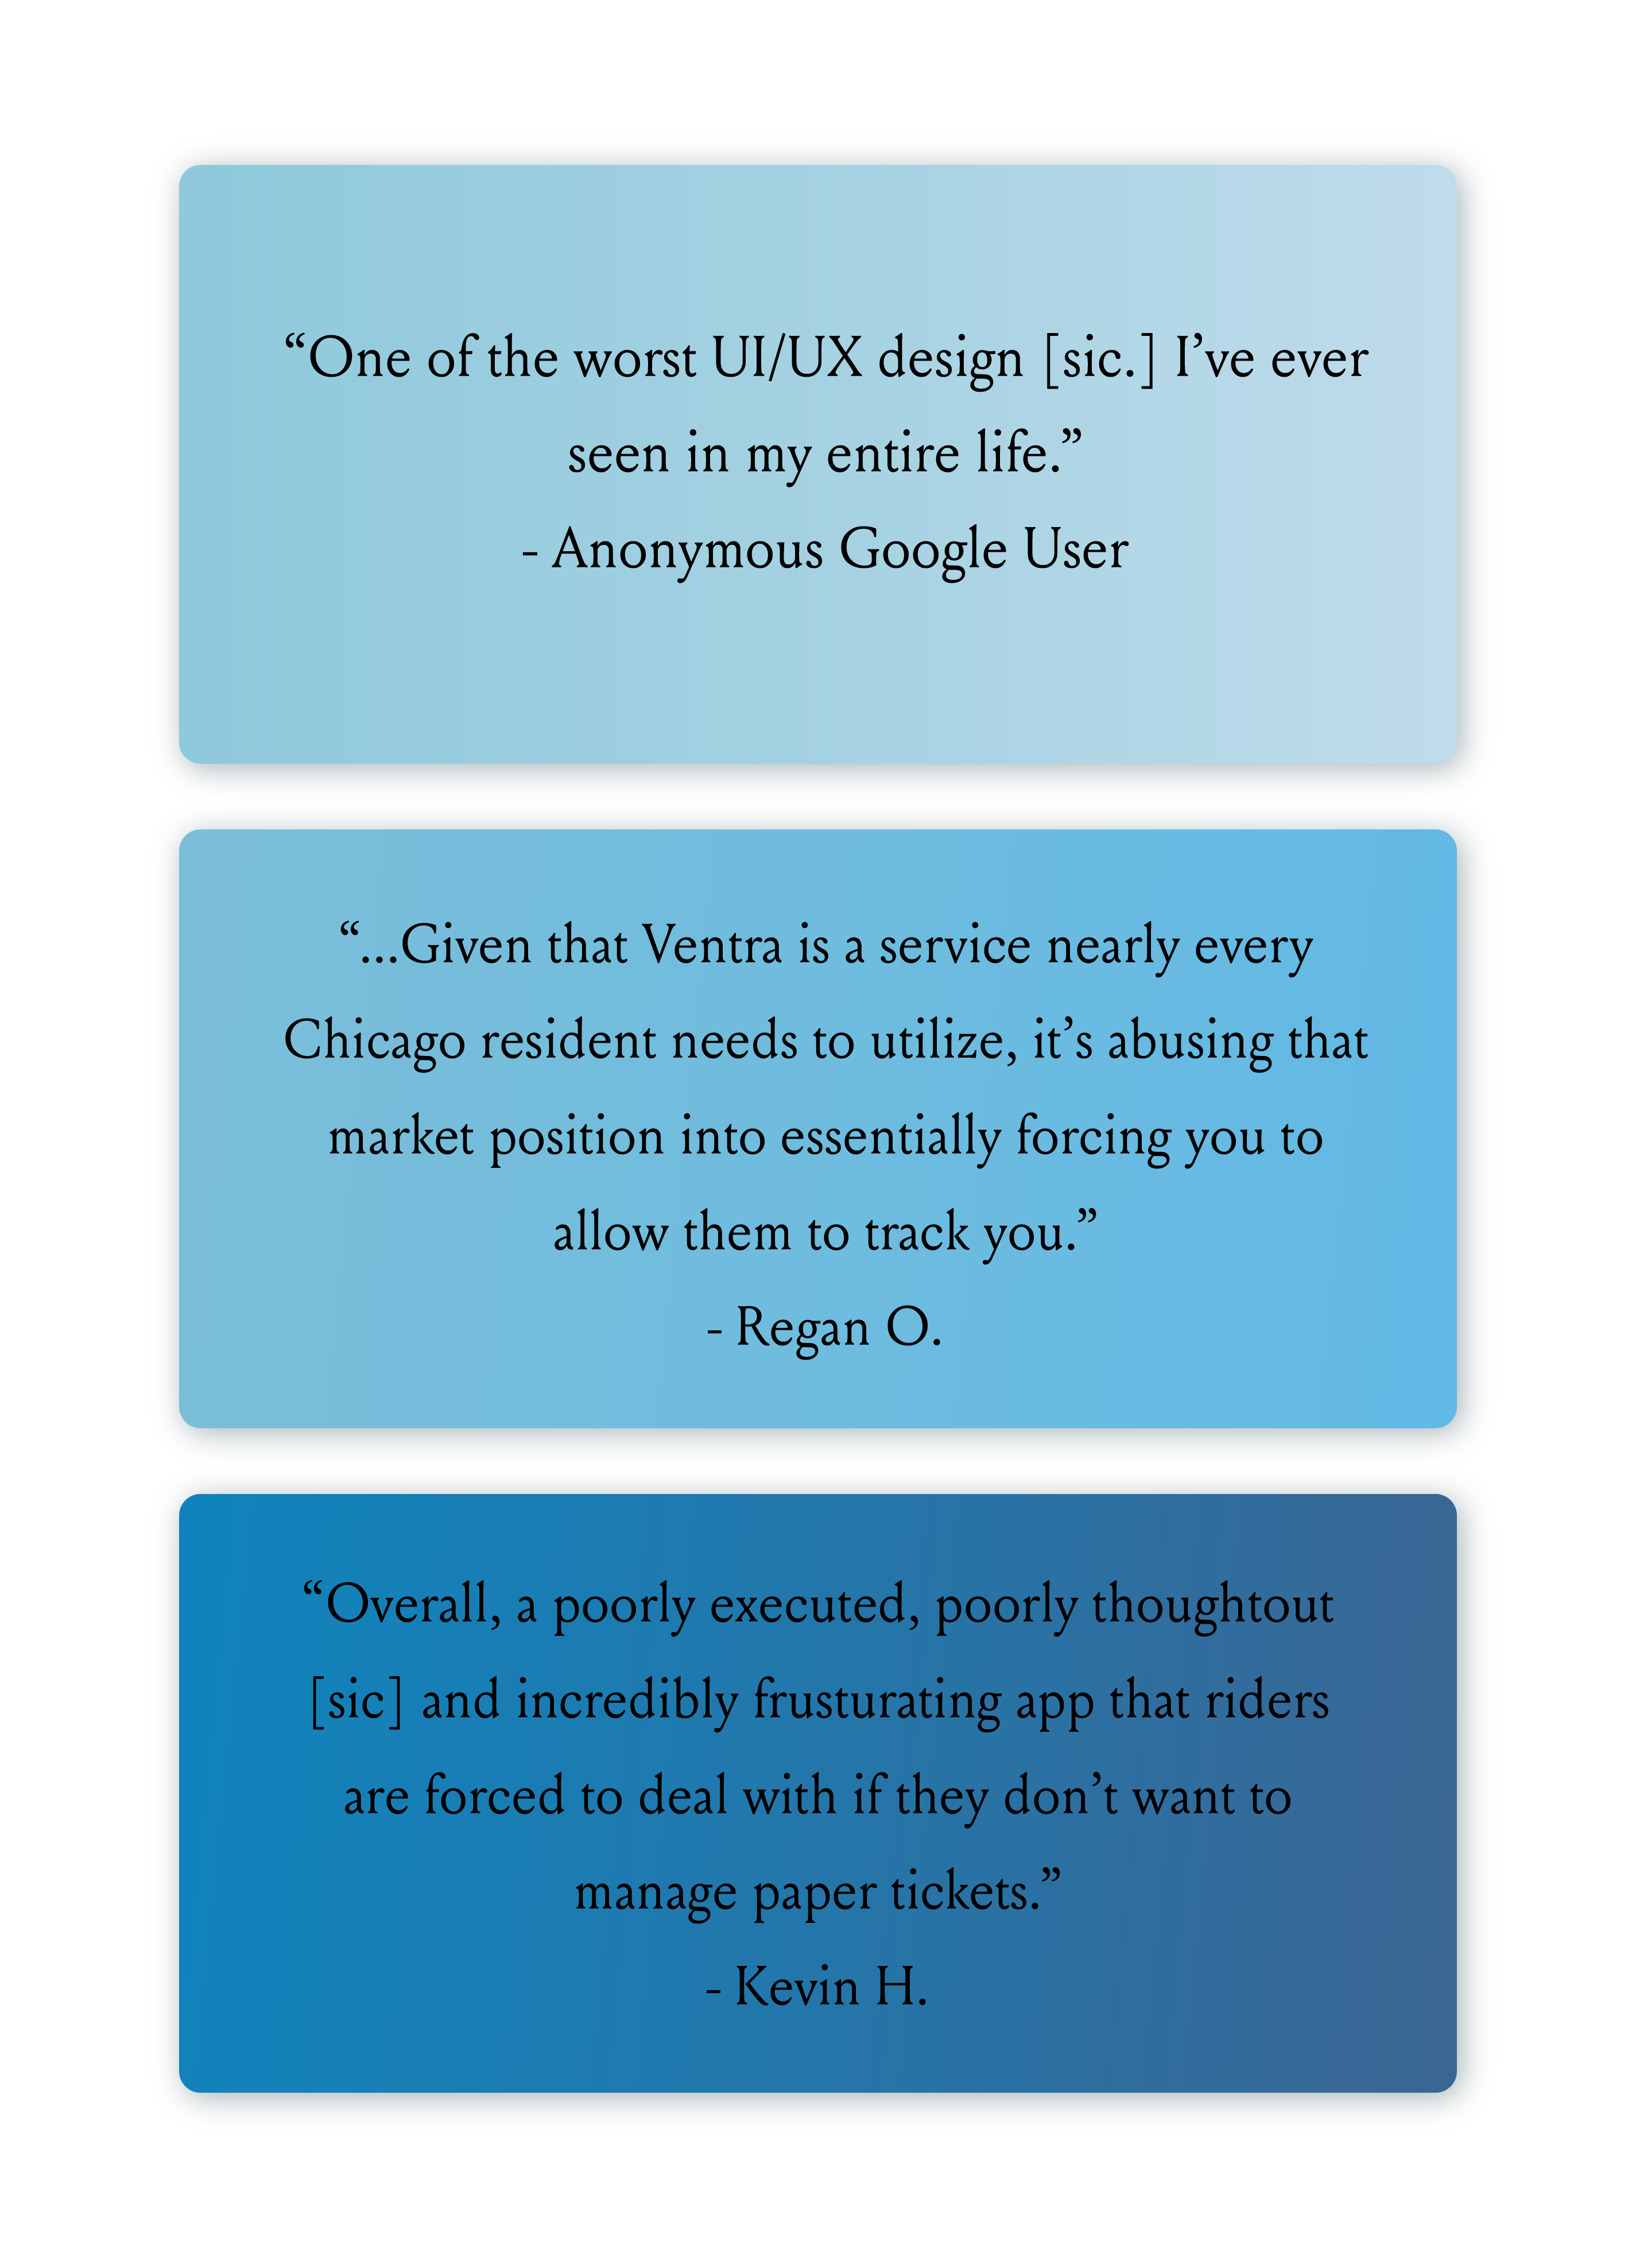 “One of the worst UI/UX design [sic.] I’ve ever
seen in my entire life.”
- Anonymous Google User
“...Given that Ventra is a service nearly every
Chicago resident needs to utilize, it’s abusing that
market position into essentially forcing you to
allow them to track you.”
- Regan O.
“Overall, a poorly executed, poorly thoughtout
[sic] and incredibly frusturating app that riders
are forced to deal with if they don’t want to
manage paper tickets.”
- Kevin H.